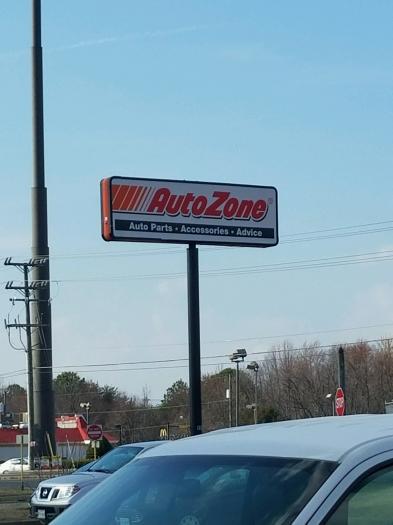 AutoZone®
Auto Parts • Accessories • Advice